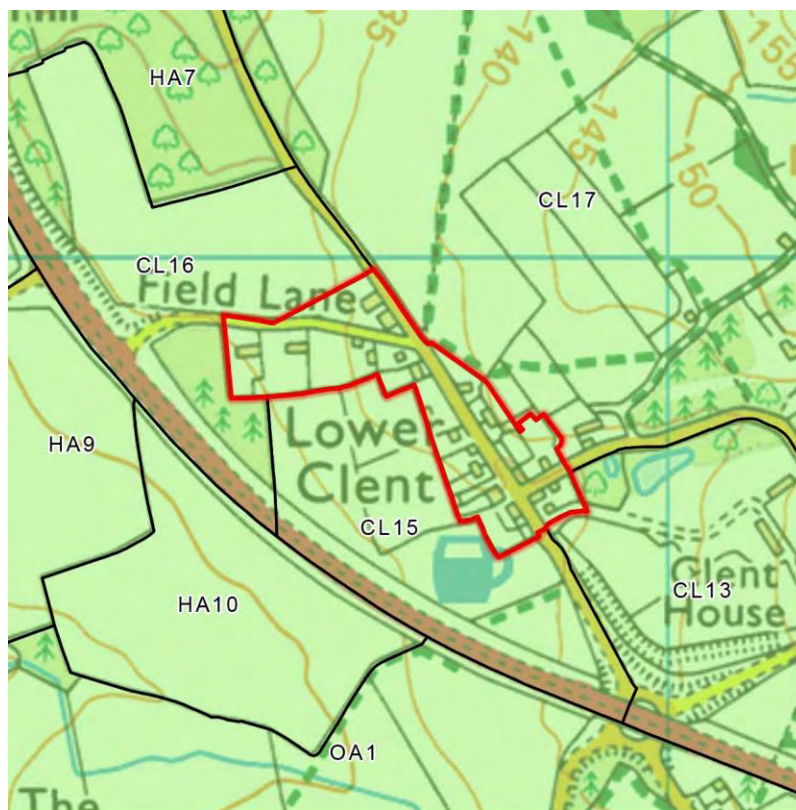 HA7
135
140
145
155
150
CL17
CL16
Field Lane
HA9
Lower
Clent
CL15
CL13
Clent
House
HA10
OA1
The